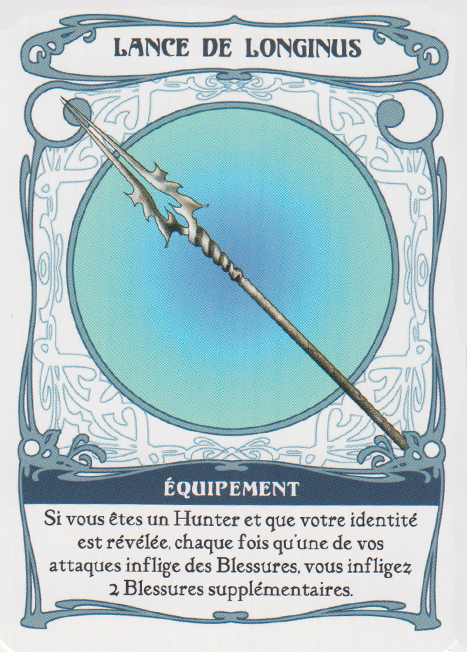 LANCE DE LONGINUS
ÉQUIPEMENT
Si vous êtes un Hunter et que votre identité
est révélée, chaque fois qu'une de vos
attaques inflige des Blessures, vous infligez
2 Blessures supplémentaires.